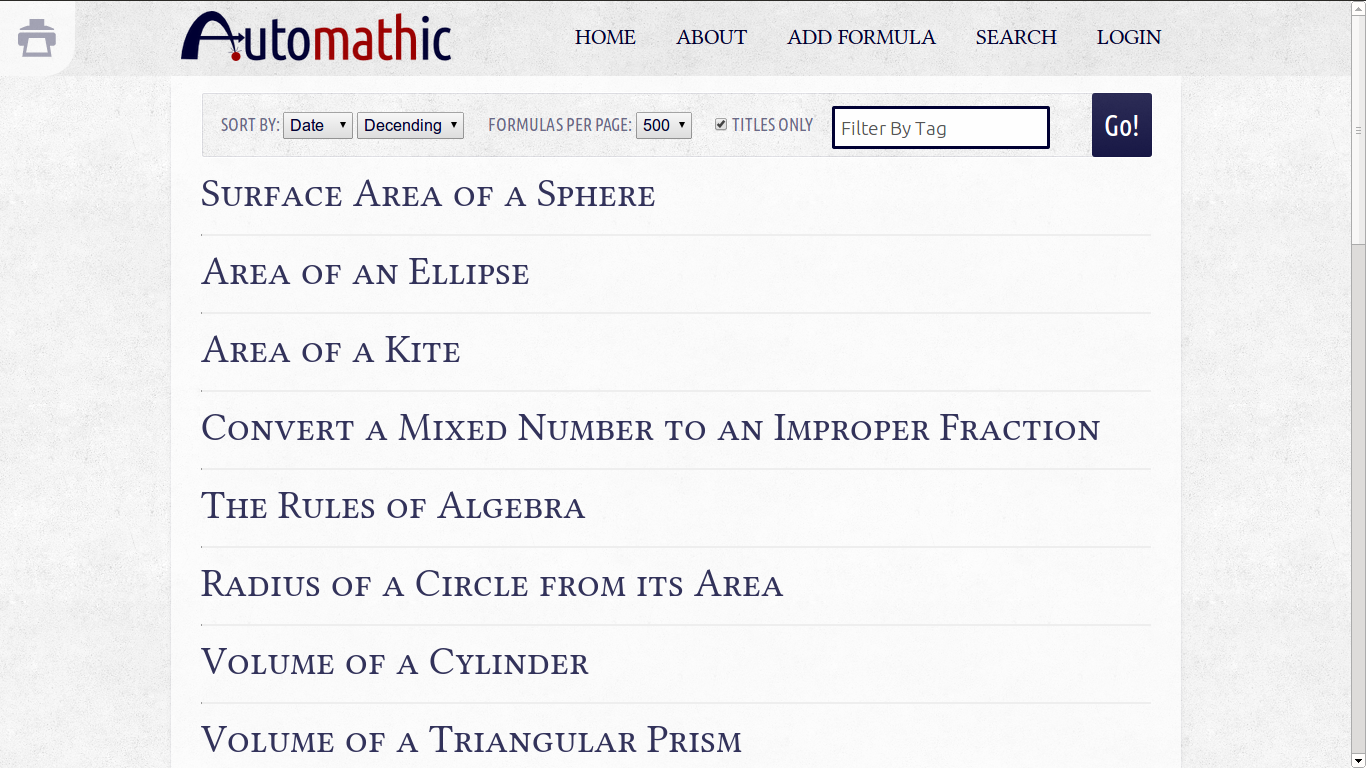 Automathic
HOME ABOUT ADD FORMULA SEARCH LOGIN
SORT BY: Date Decending FORMULAS PER PAGE: 500 TITLES ONLY Filter By Tag Go!
Surface Area of a Sphere
Area of an Ellipse
Area of a Kite
Convert a Mixed Number to an Improper Fraction
The Rules of Algebra
Radius of a Circle from its Area
Volume of a Cylinder
Volume of a Triangular Prism